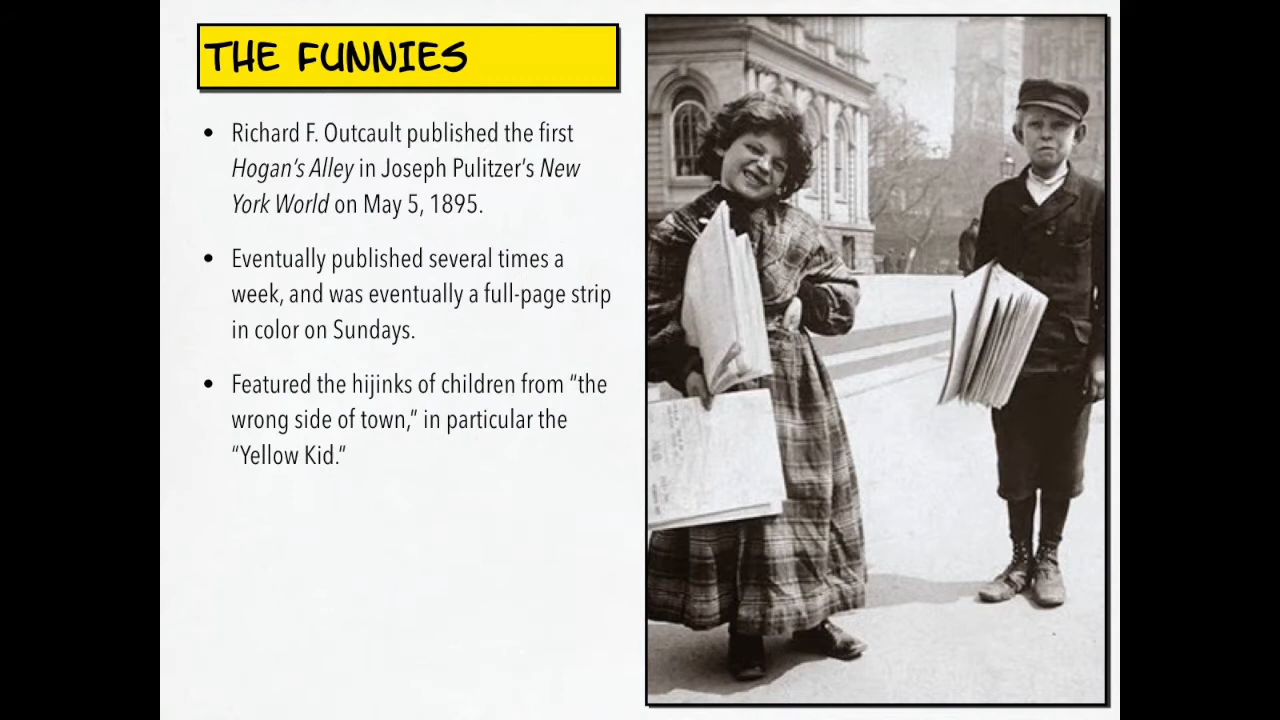 THE FUNNIES
• Richard F. Outcault published the first
Hogan's Alley in Joseph Pulitzer's New
York World on May 5, 1895.
• Eventually published several times a
week, and was eventually a full-page strip
in color on Sundays.
• Featured the hijinks of children from “the
wrong side of town,” in particular the
“Yellow Kid.”